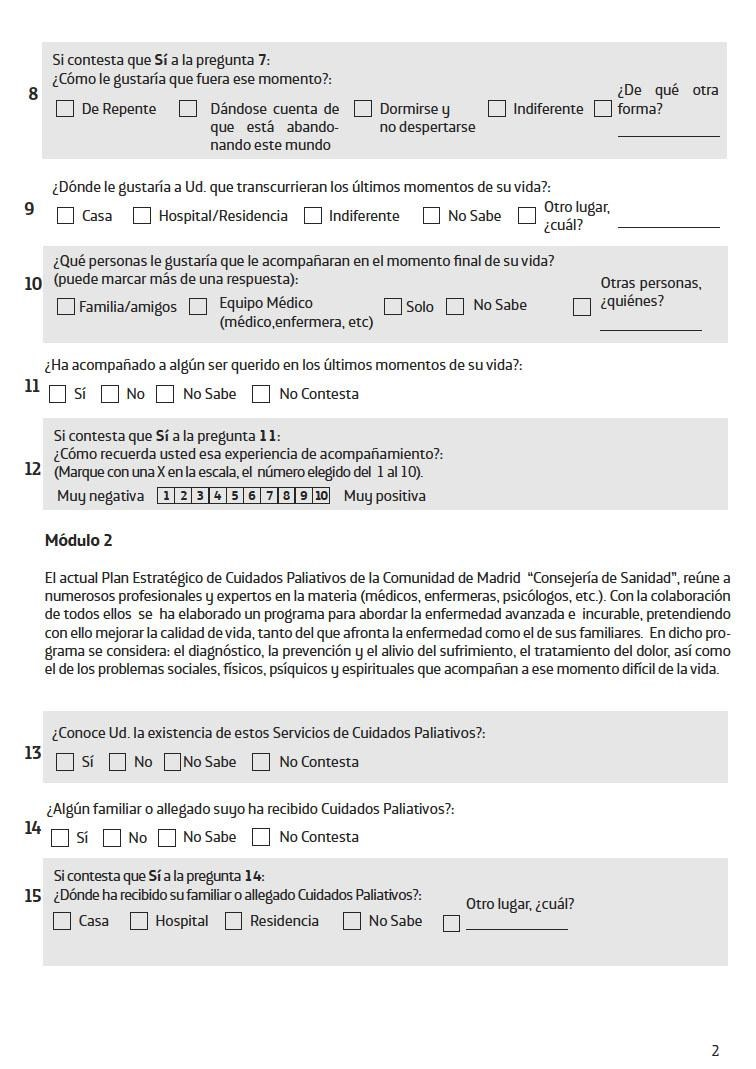 8
Si contesta que Sí a la pregunta 7:
¿Cómo le gustaría que fuera ese momento?:
De Repente
Dándose cuenta de
que está abando-
nando este mundo
Dormirse y
no despertarse
Indiferente
¿De qué otra
forma?
9
¿Dónde le gustaría a Ud. que transcurrieran los últimos momentos de su vida?:
Casa
Hospital/Residencia
Indiferente
No Sabe
Otro lugar,
¿cuál?
10
¿Qué personas le gustaría que le acompañaran en el momento final de su vida?
(puede marcar más de una respuesta):
Familia/amigos
Equipo Médico
(médico,enfermera, etc)
Solo
No Sabe
Otras personas,
¿quiénes?
11
¿Ha acompañado a algún ser querido en los últimos momentos de su vida?:
Sí No No Sabe No Contesta
12
Si contesta que Sí a la pregunta 11:
¿Cómo recuerda usted esa experiencia de acompañamiento?:
(Marque con una X en la escala, el número elegido del 1 al 10).
Muy negativa 1 2 3 4 5 6 7 8 9 10 Muy positiva
Módulo 2
El actual Plan Estratégico de Cuidados Paliativos de la Comunidad de Madrid “Consejería de Sanidad”, reúne a
numerosos profesionales y expertos en la materia (médicos, enfermeras, psicólogos, etc.). Con la colaboración
de todos ellos se ha elaborado un programa para abordar la enfermedad avanzada e incurable, pretendiendo
con ello mejorar la calidad de vida, tanto del que afronta la enfermedad como el de sus familiares. En dicho pro-
grama se considera: el diagnóstico, la prevención y el alivio del sufrimiento, el tratamiento del dolor, así como
el de los problemas sociales, físicos, psíquicos y espirituales que acompañan a ese momento difícil de la vida.
13
¿Conoce Ud. la existencia de estos Servicios de Cuidados Paliativos?:
Sí No No Sabe No Contesta
14
¿Algún familiar o allegado suyo ha recibido Cuidados Paliativos?:
Sí No No Sabe No Contesta
15
Si contesta que Sí a la pregunta 14:
¿Dónde ha recibido su familiar o allegado Cuidados Paliativos?:
Casa Hospital Residencia No Sabe Otro lugar, ¿cuál?
2